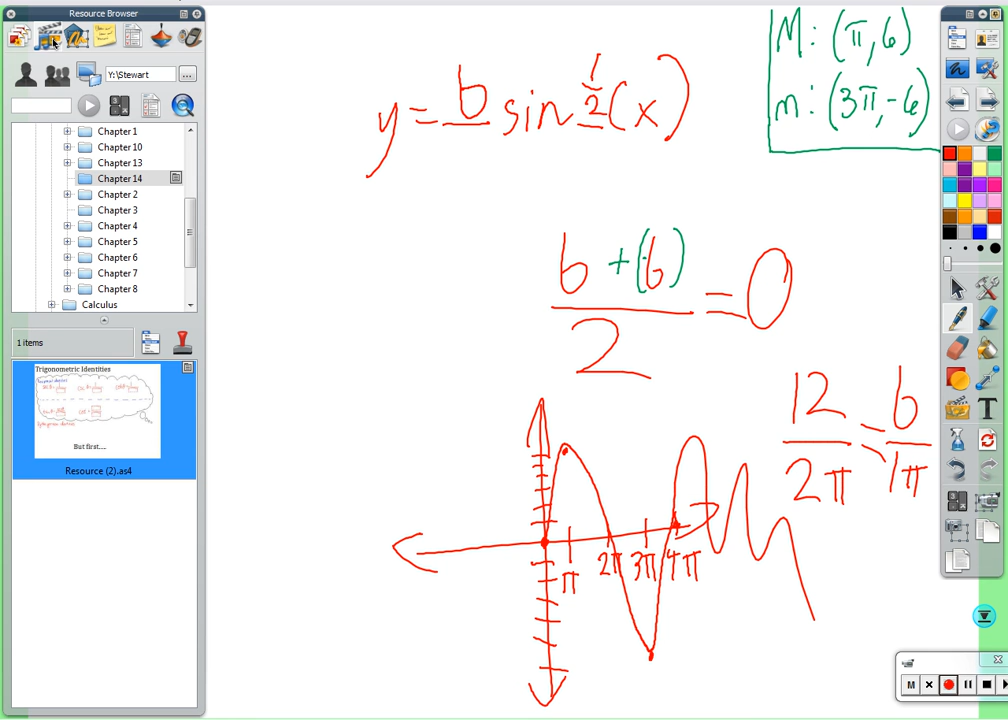 Resource Browser
Y:\Stewart
...
Chapter 1
Chapter 10
Chapter 13
Chapter 14
Chapter 2
Chapter 3
Chapter 4
Chapter 5
Chapter 6
Chapter 7
Chapter 8
Calculus
1 items
Trigonometric Identities
But first....
Resource (2).as4
M: (π, 6)
m: (3π, -6)
y = 6 sin 1/2 (x)
6 + (-6)
2
= 0
12/2π = 6/1π
π 2π 3π 4π
T
M